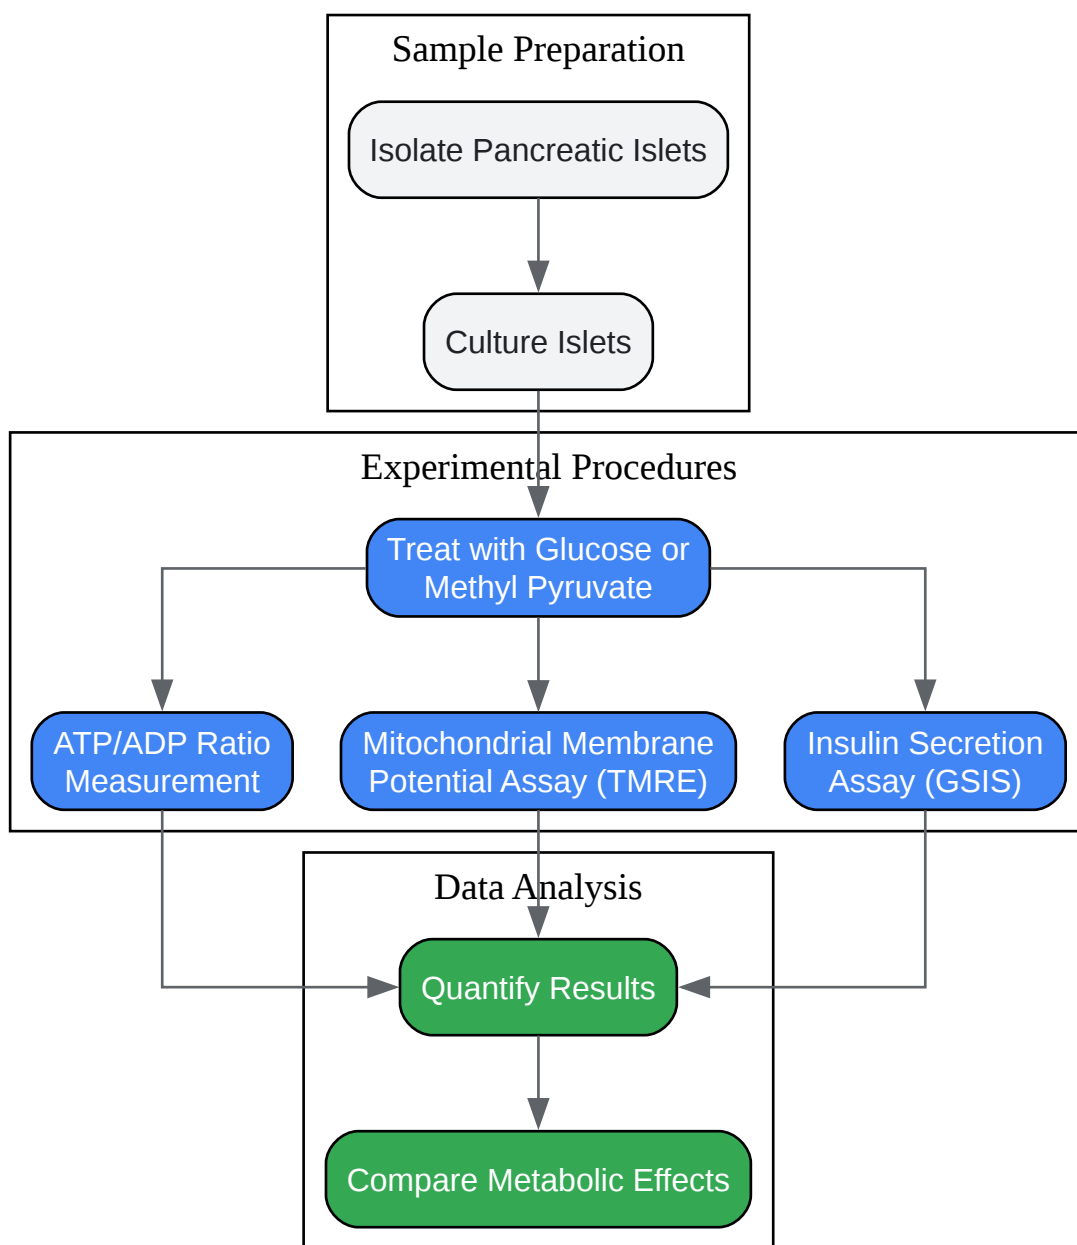 Sample Preparation
Isolate Pancreatic Islets
Culture Islets
Experimental Procedures
Treat with Glucose or
Methyl Pyruvate
ATP/ADP Ratio
Measurement
Mitochondrial Membrane
Potential Assay (TMRE)
Insulin Secretion
Assay (GSIS)
Data Analysis
Quantify Results
Compare Metabolic Effects